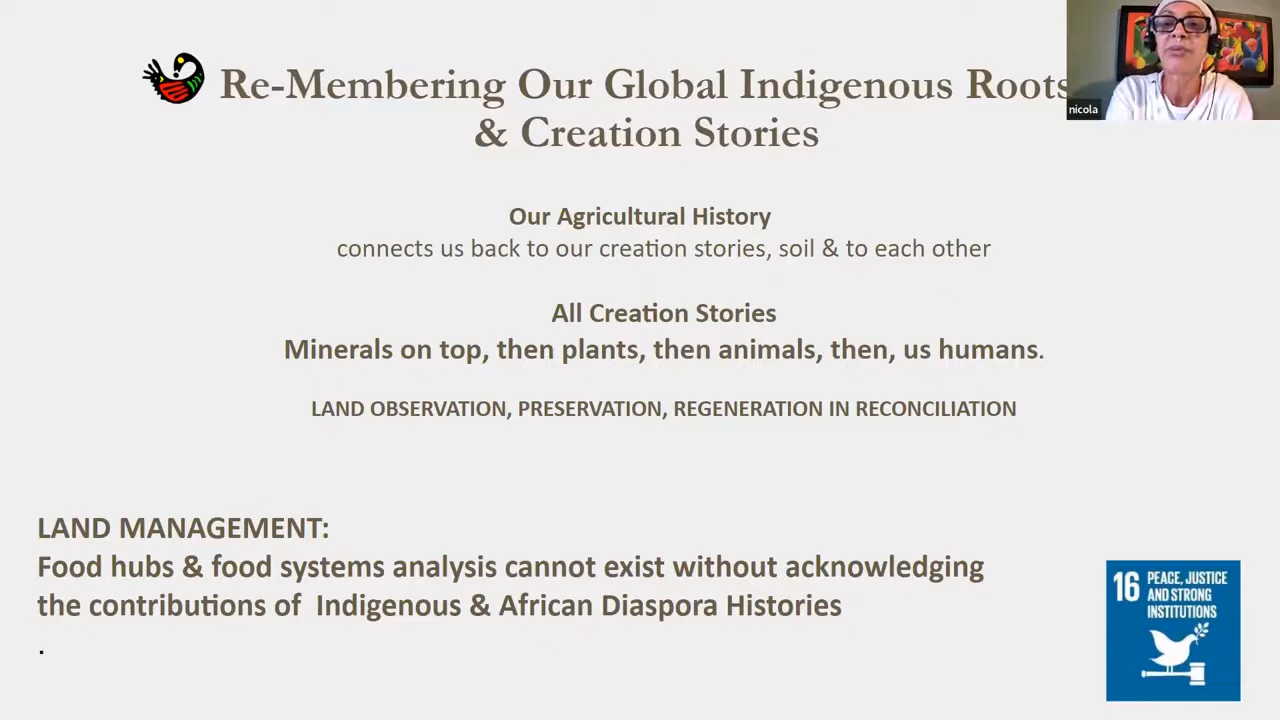 Re-Membering Our Global Indigenous Roots
& Creation Stories
nicola
Our Agricultural History
connects us back to our creation stories, soil & to each other
All Creation Stories
Minerals on top, then plants, then animals, then, us humans.
LAND OBSERVATION, PRESERVATION, REGENERATION IN RECONCILIATION
LAND MANAGEMENT:
Food hubs & food systems analysis cannot exist without acknowledging
the contributions of Indigenous & African Diaspora Histories
.
16 PEACE, JUSTICE
AND STRONG
INSTITUTIONS